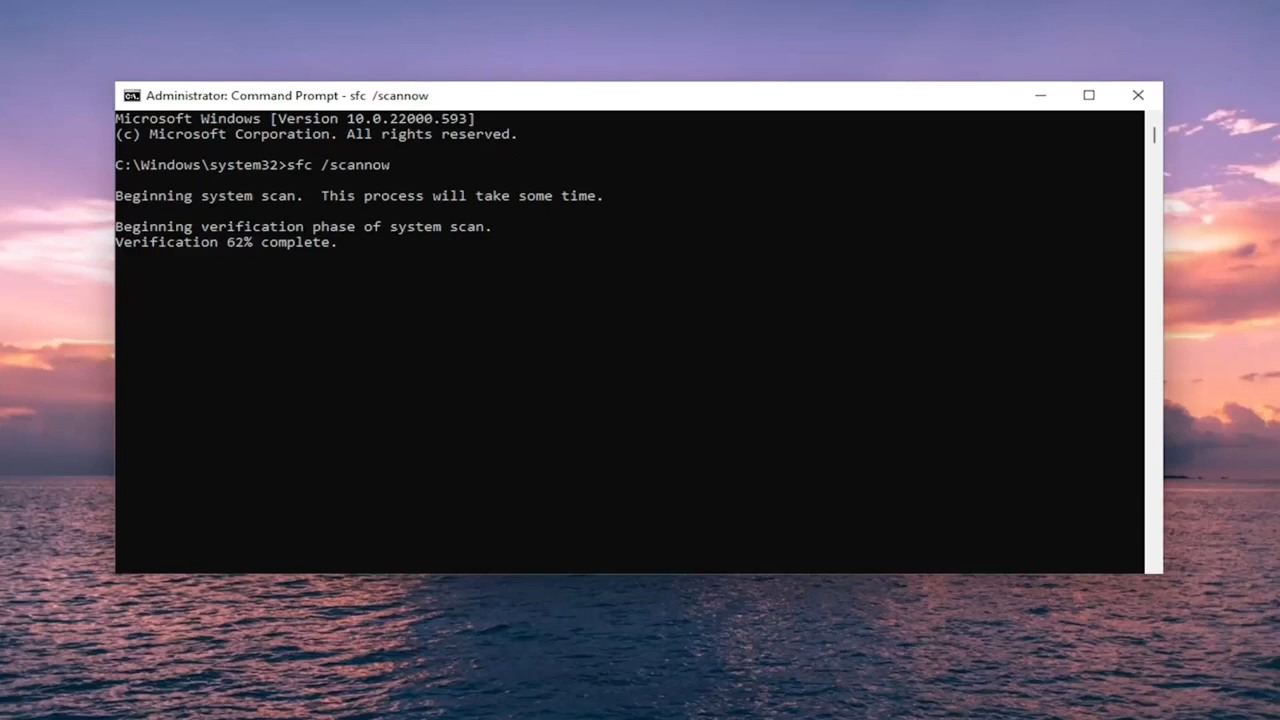 Administrator: Command Prompt - sfc  /scannow
Microsoft Windows [Version 10.0.22000.593]
(c) Microsoft Corporation. All rights reserved.
C:\Windows\system32>sfc /scannow
Beginning system scan.  This process will take some time.
Beginning verification phase of system scan.
Verification 62% complete.